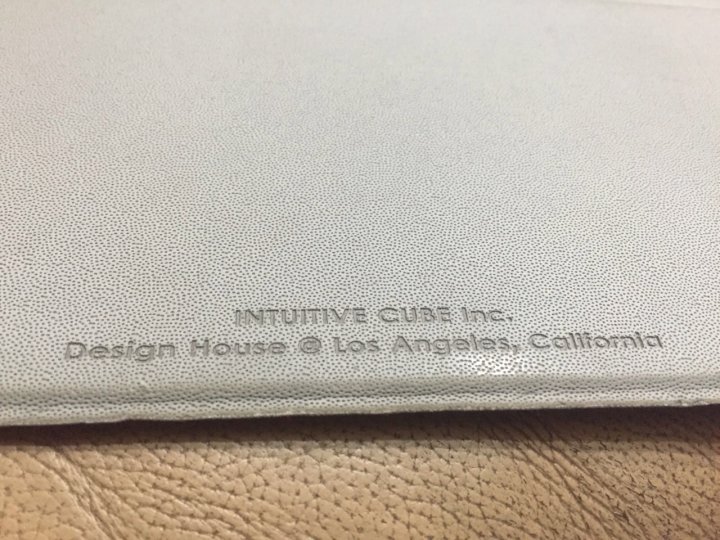 INTUITIVE CUBE Inc.
Design House @ Los Angeles, California